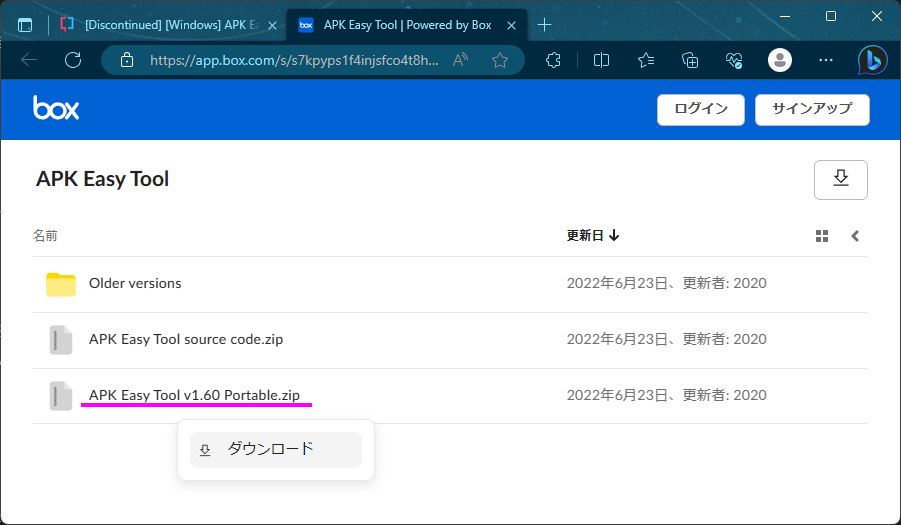 [Discontinued] [Windows] APK E
APK Easy Tool | Powered by Box
https://app.box.com/s/s7kpyps1f4injsfco4t8h...
box
ログイン
サインアップ
APK Easy Tool
名前
更新日
Older versions
2022年6月23日、更新者: 2020
APK Easy Tool source code.zip
2022年6月23日、更新者: 2020
APK Easy Tool v1.60 Portable.zip
2022年6月23日、更新者: 2020
ダウンロード